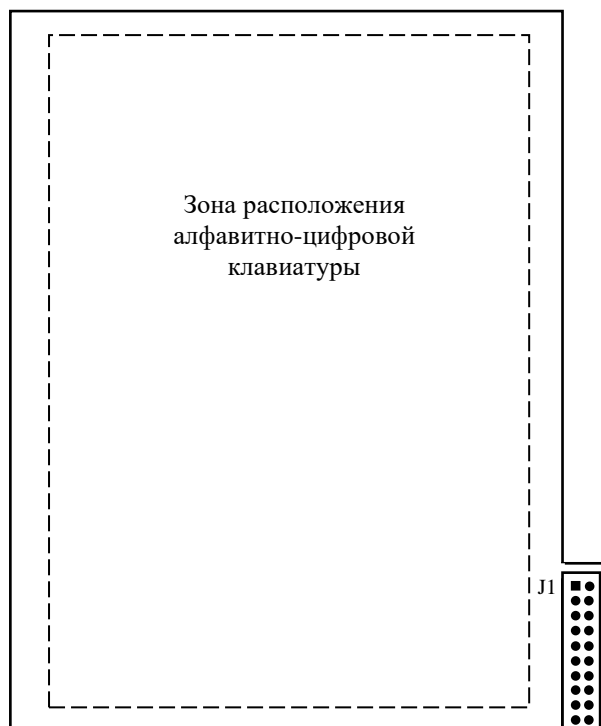 Зона расположения
алфавитно-цифровой
клавиатуры
J1